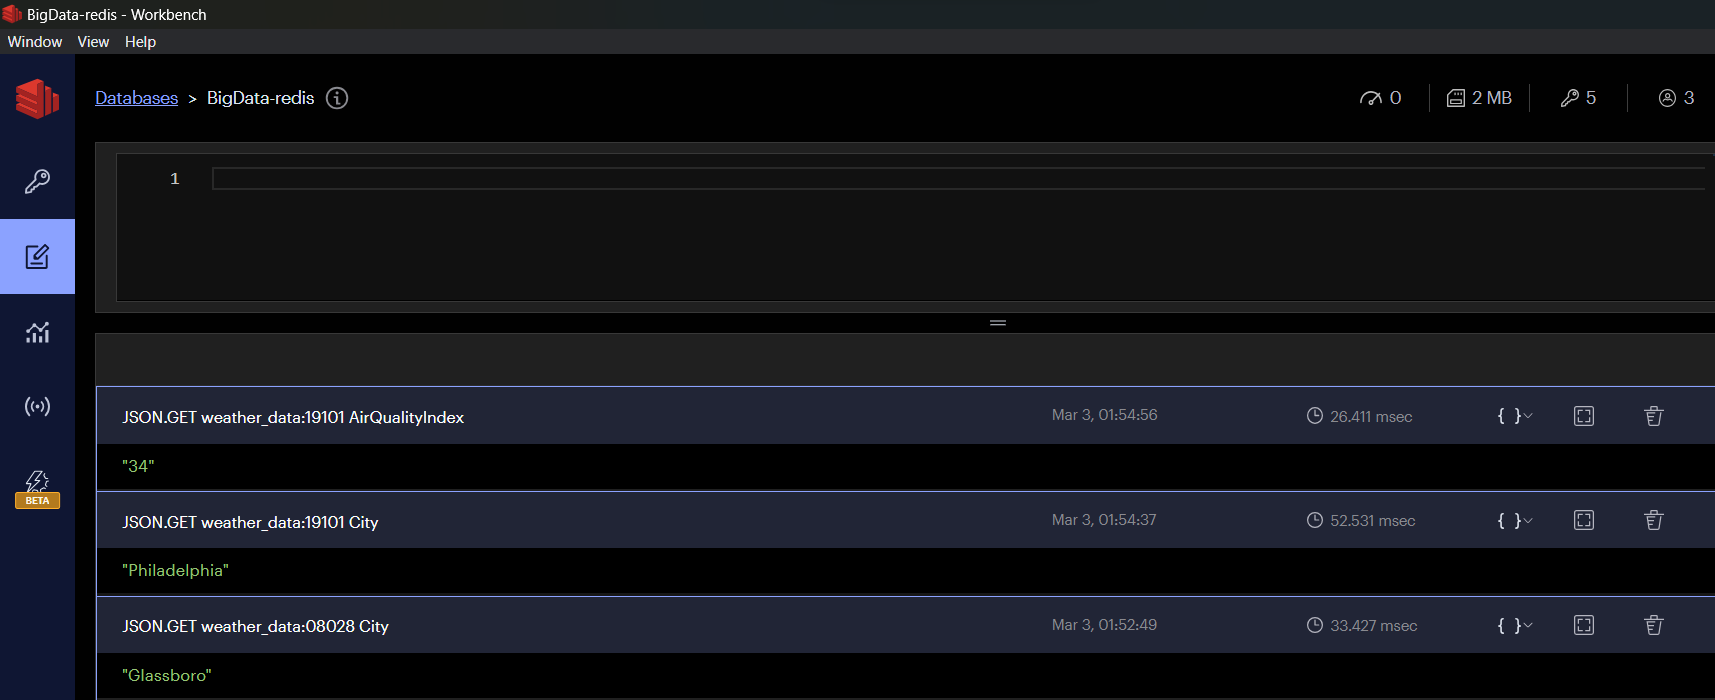 BigData-redis - Workbench
Window View Help
Databases > BigData-redis
0 2 MB 5 3
1
JSON.GET weather_data:19101 AirQualityIndex Mar 3, 01:54:56 26.411 msec { }
"34"
JSON.GET weather_data:19101 City Mar 3, 01:54:37 52.531 msec { }
"Philadelphia"
JSON.GET weather_data:08028 City Mar 3, 01:52:49 33.427 msec { }
"Glassboro"
BETA